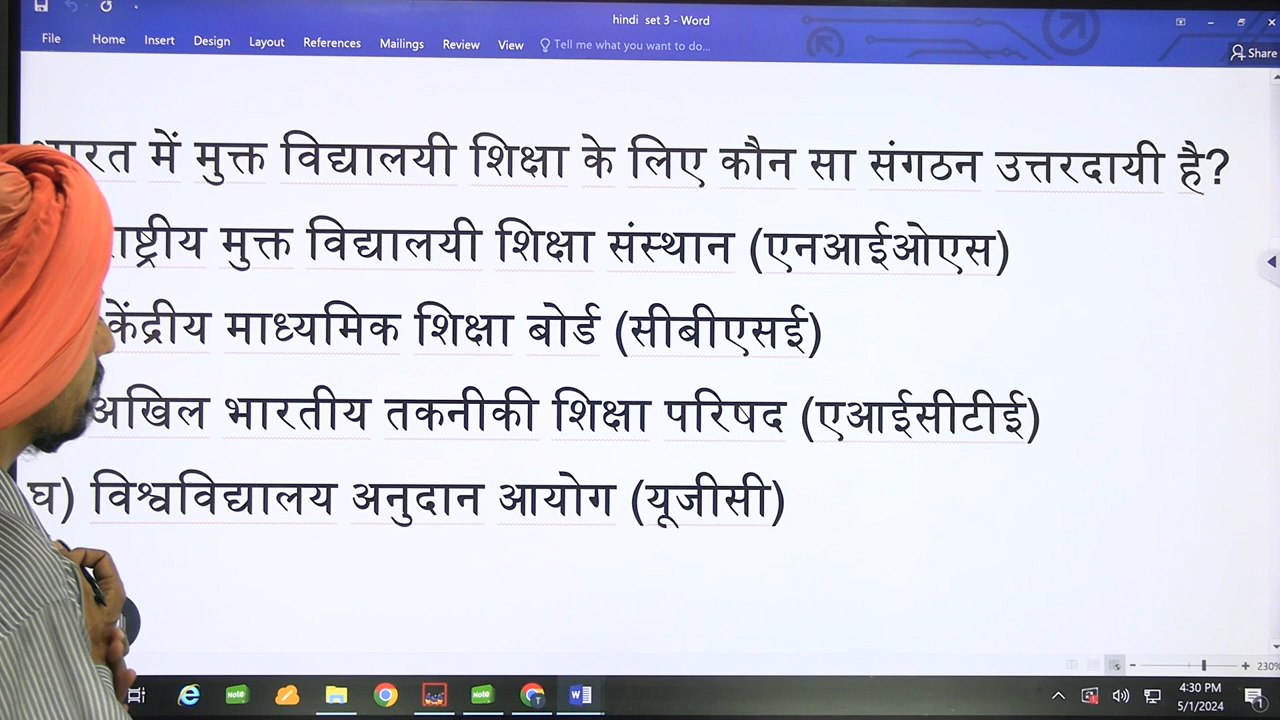 hindi set 3 - Word
File Home Insert Design Layout References Mailings Review View Tell me what you want to do... Share
में मुक्त विद्यालयी शिक्षा के लिए कौन सा संगठन उत्तरदायी है?
मुक्त विद्यालयी शिक्षा संस्थान (एनआईओएस)
केंद्रीय माध्यमिक शिक्षा बोर्ड (सीबीएसई)
अखिल भारतीय तकनीकी शिक्षा परिषद (एआईसीटीई)
घ) विश्वविद्यालय अनुदान आयोग (यूजीसी)
230%
Note Note
4:30 PM
5/1/2024